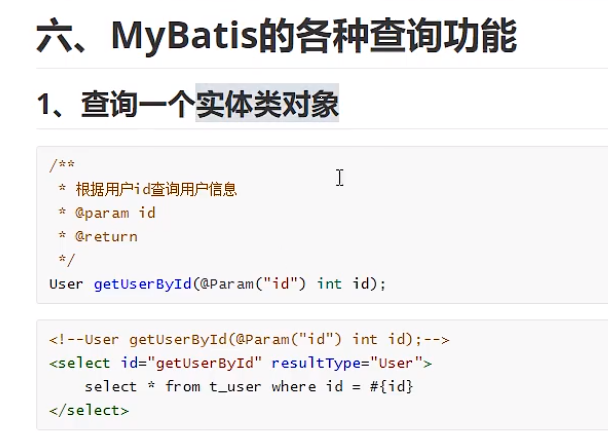 六、MyBatis的各种查询功能
1、查询一个实体类对象
/**
 * 根据用户id查询用户信息
 * @param id
 * @return
 */
User getUserById(@Param("id") int id);
<!--User getUserById(@Param("id") int id);-->
<select id="getUserById" resultType="User">
    select * from t_user where id = #{id}
</select>